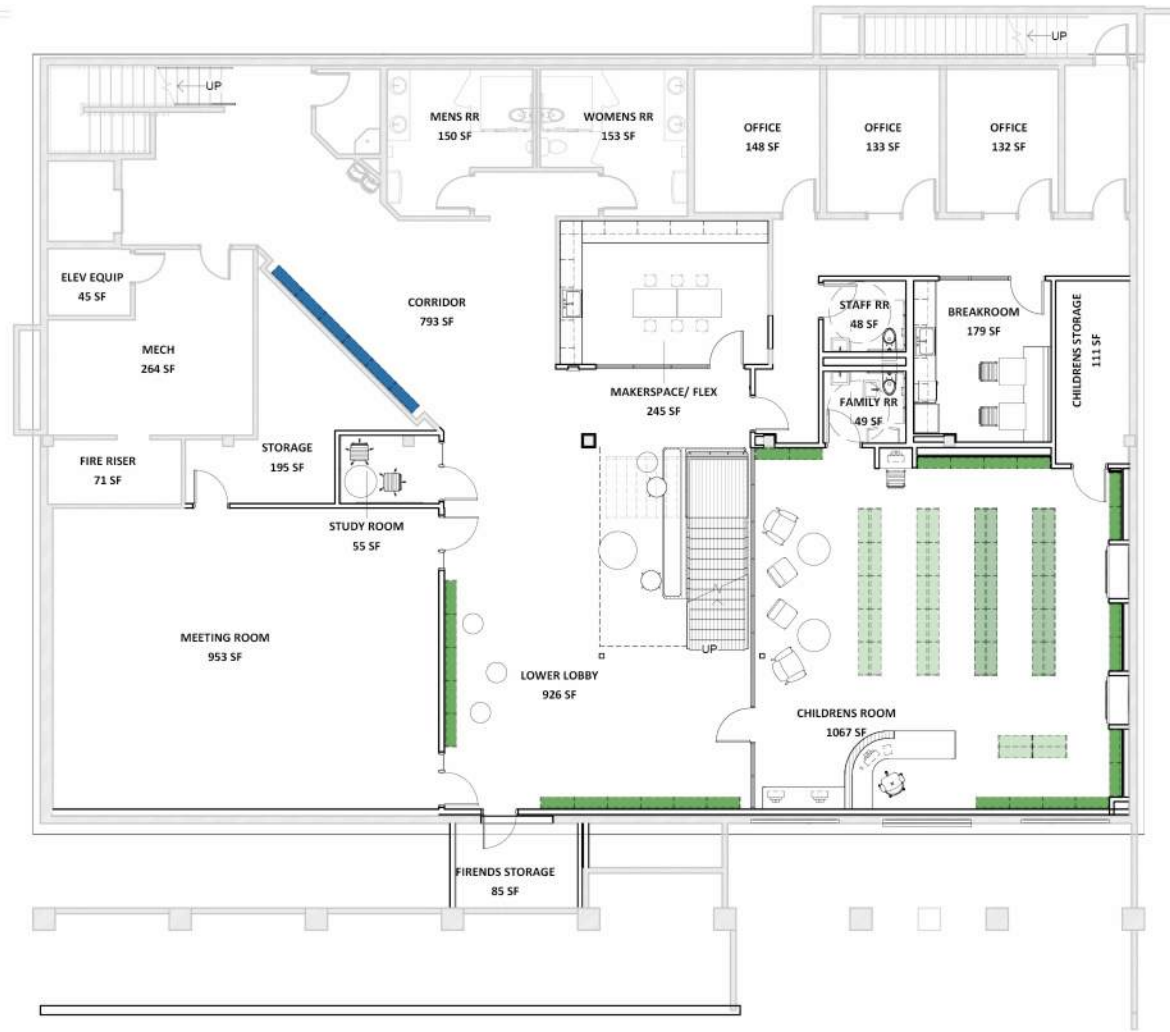 UP
UP
MENS RR
150 SF
WOMENS RR
153 SF
OFFICE
148 SF
OFFICE
133 SF
OFFICE
132 SF
ELEV EQUIP
45 SF
CORRIDOR
793 SF
STAFF RR
48 SF
BREAKROOM
179 SF
CHILDRENS STORAGE
111 SF
MECH
264 SF
MAKERSPACE/ FLEX
245 SF
FAMILY RR
49 SF
STORAGE
195 SF
FIRE RISER
71 SF
STUDY ROOM
55 SF
MEETING ROOM
953 SF
UP
LOWER LOBBY
926 SF
CHILDRENS ROOM
1067 SF
FIRENDS STORAGE
85 SF